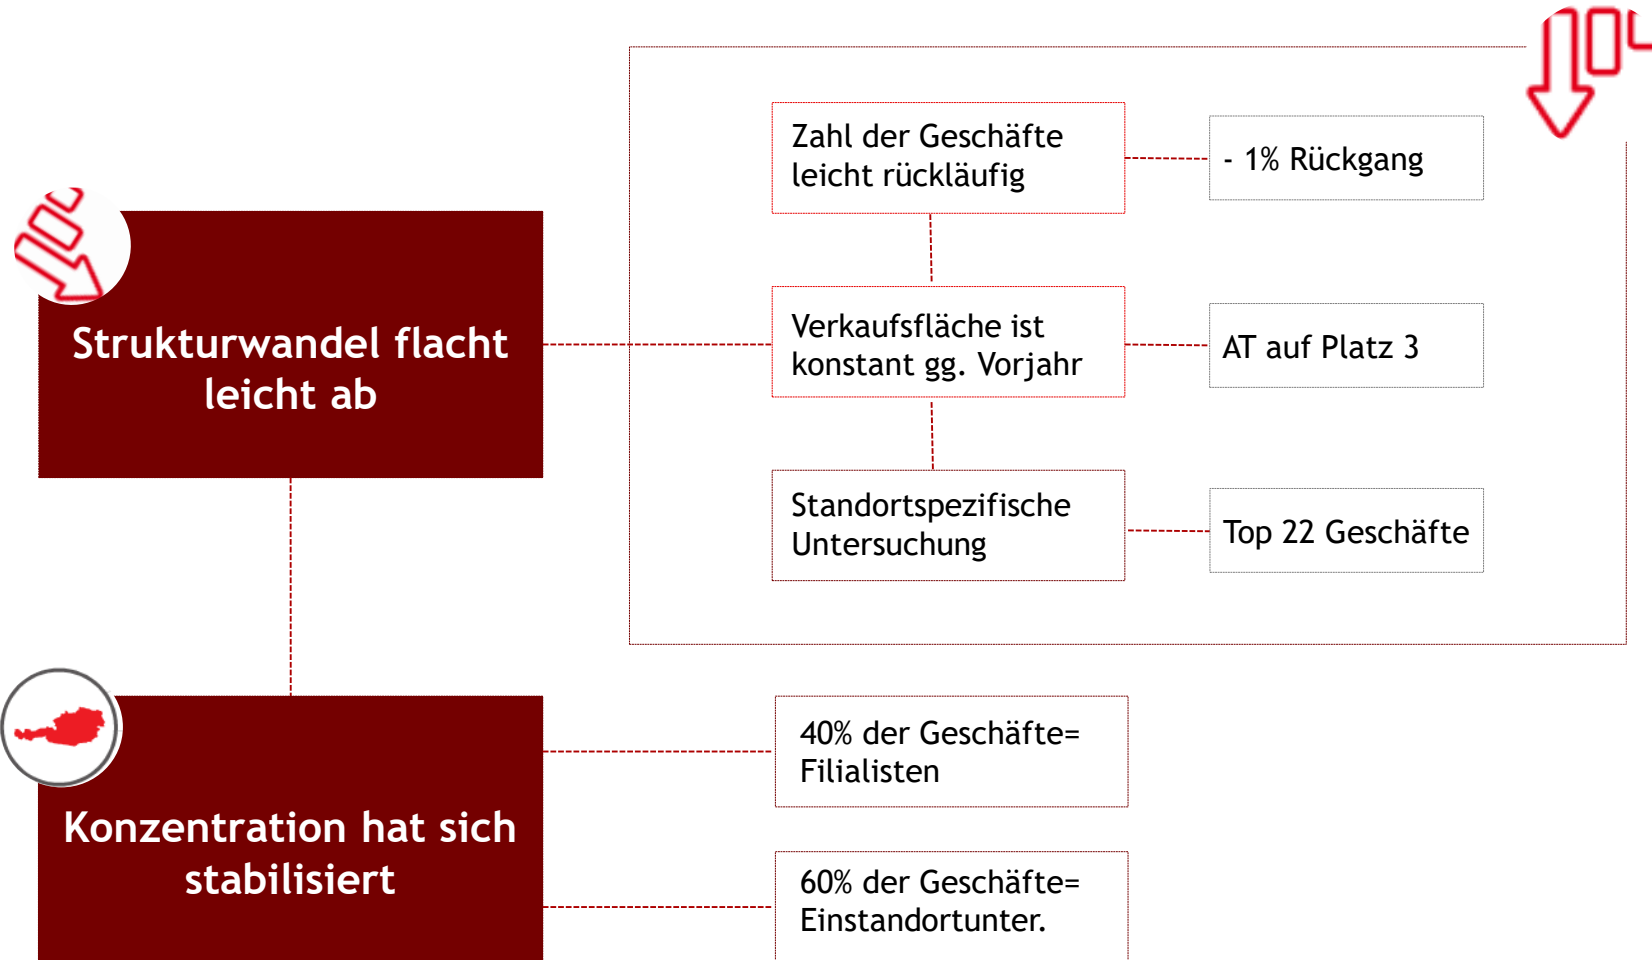 Zahl der Geschäfte
leicht rückläufig
- 1% Rückgang
Strukturwandel flacht
leicht ab
Verkaufsfläche ist
konstant gg. Vorjahr
AT auf Platz 3
Standortspezifische
Untersuchung
Top 22 Geschäfte
Konzentration hat sich
stabilisiert
40% der Geschäfte=
Filialisten
60% der Geschäfte=
Einstandortunter.